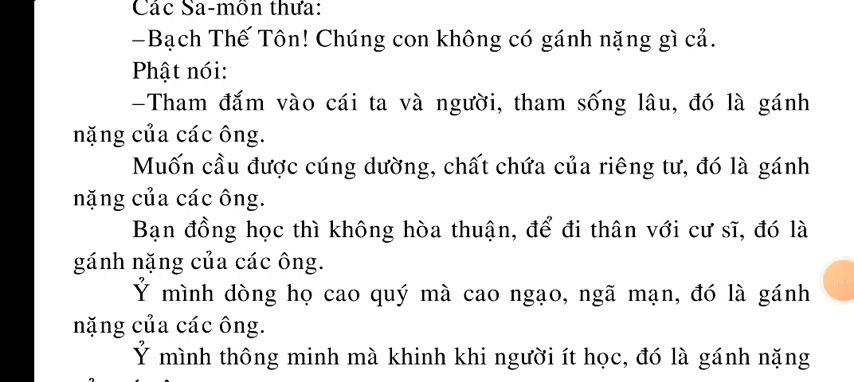 Các Sa-môn thưa:
–Bạch Thế Tôn! Chúng con không có gánh nặng gì cả.
Phật nói:
–Tham đắm vào cái ta và người, tham sống lâu, đó là gánh
nặng của các ông.
Muốn cầu được cúng dường, chất chứa của riêng tư, đó là gánh
nặng của các ông.
Bạn đồng học thì không hòa thuận, để đi thân với cư sĩ, đó là
gánh nặng của các ông.
Ỷ mình dòng họ cao quý mà cao ngạo, ngã mạn, đó là gánh
nặng của các ông.
Ỷ mình thông minh mà khinh khi người ít học, đó là gánh nặng